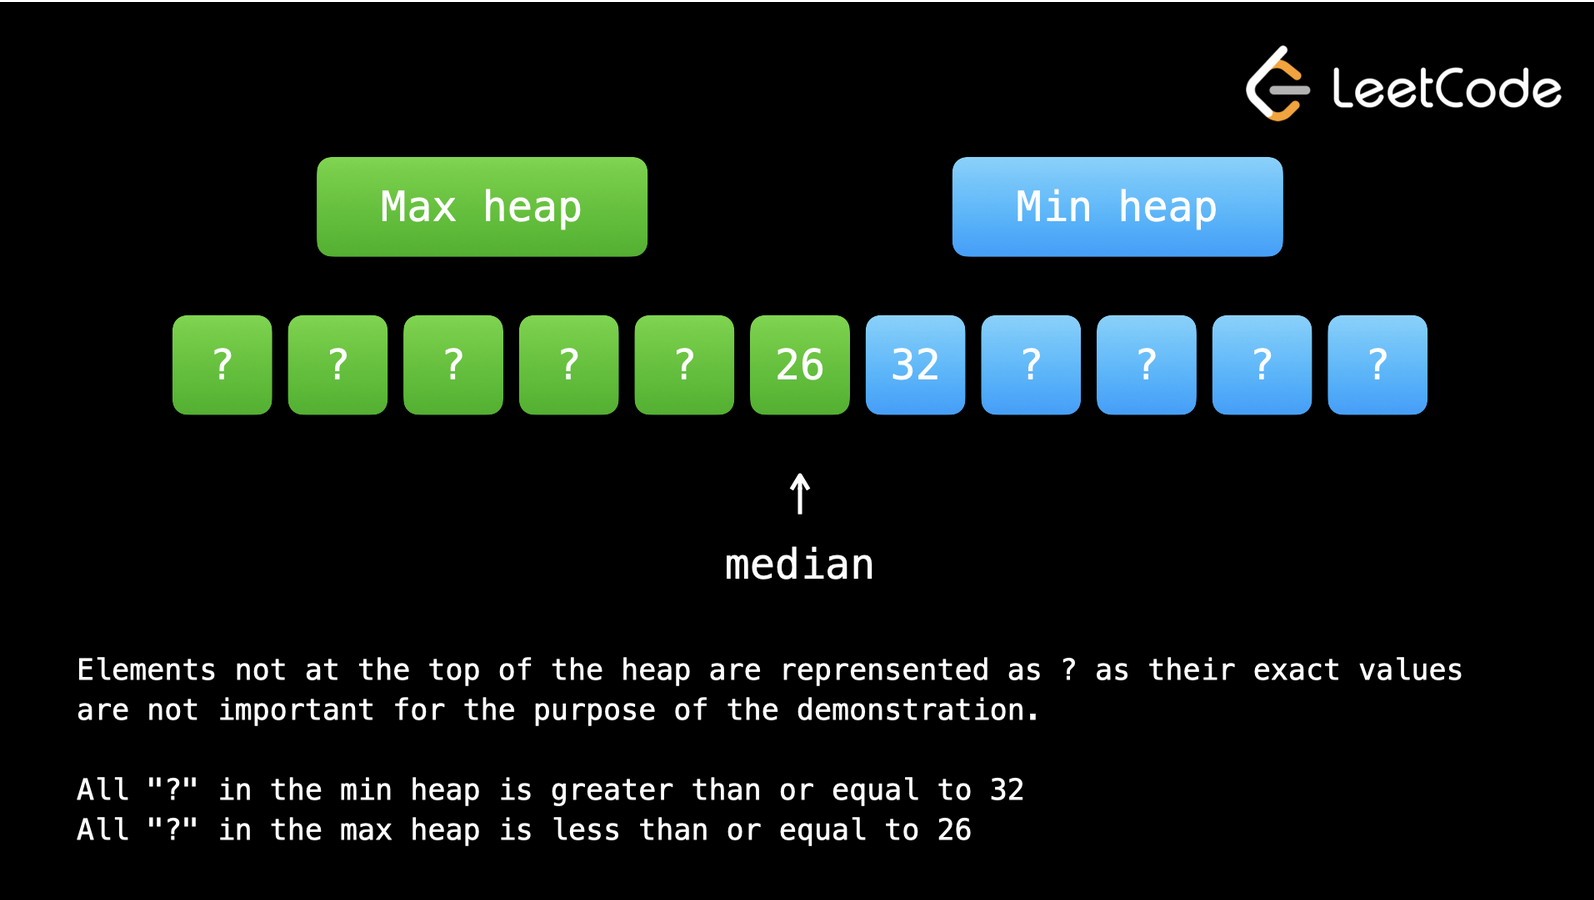 LeetCode
Max heap
Min heap
? ? ? ? ? 26 32 ? ? ? ?
↑
median
Elements not at the top of the heap are reprensented as ? as their exact values
are not important for the purpose of the demonstration.
All "?" in the min heap is greater than or equal to 32
All "?" in the max heap is less than or equal to 26